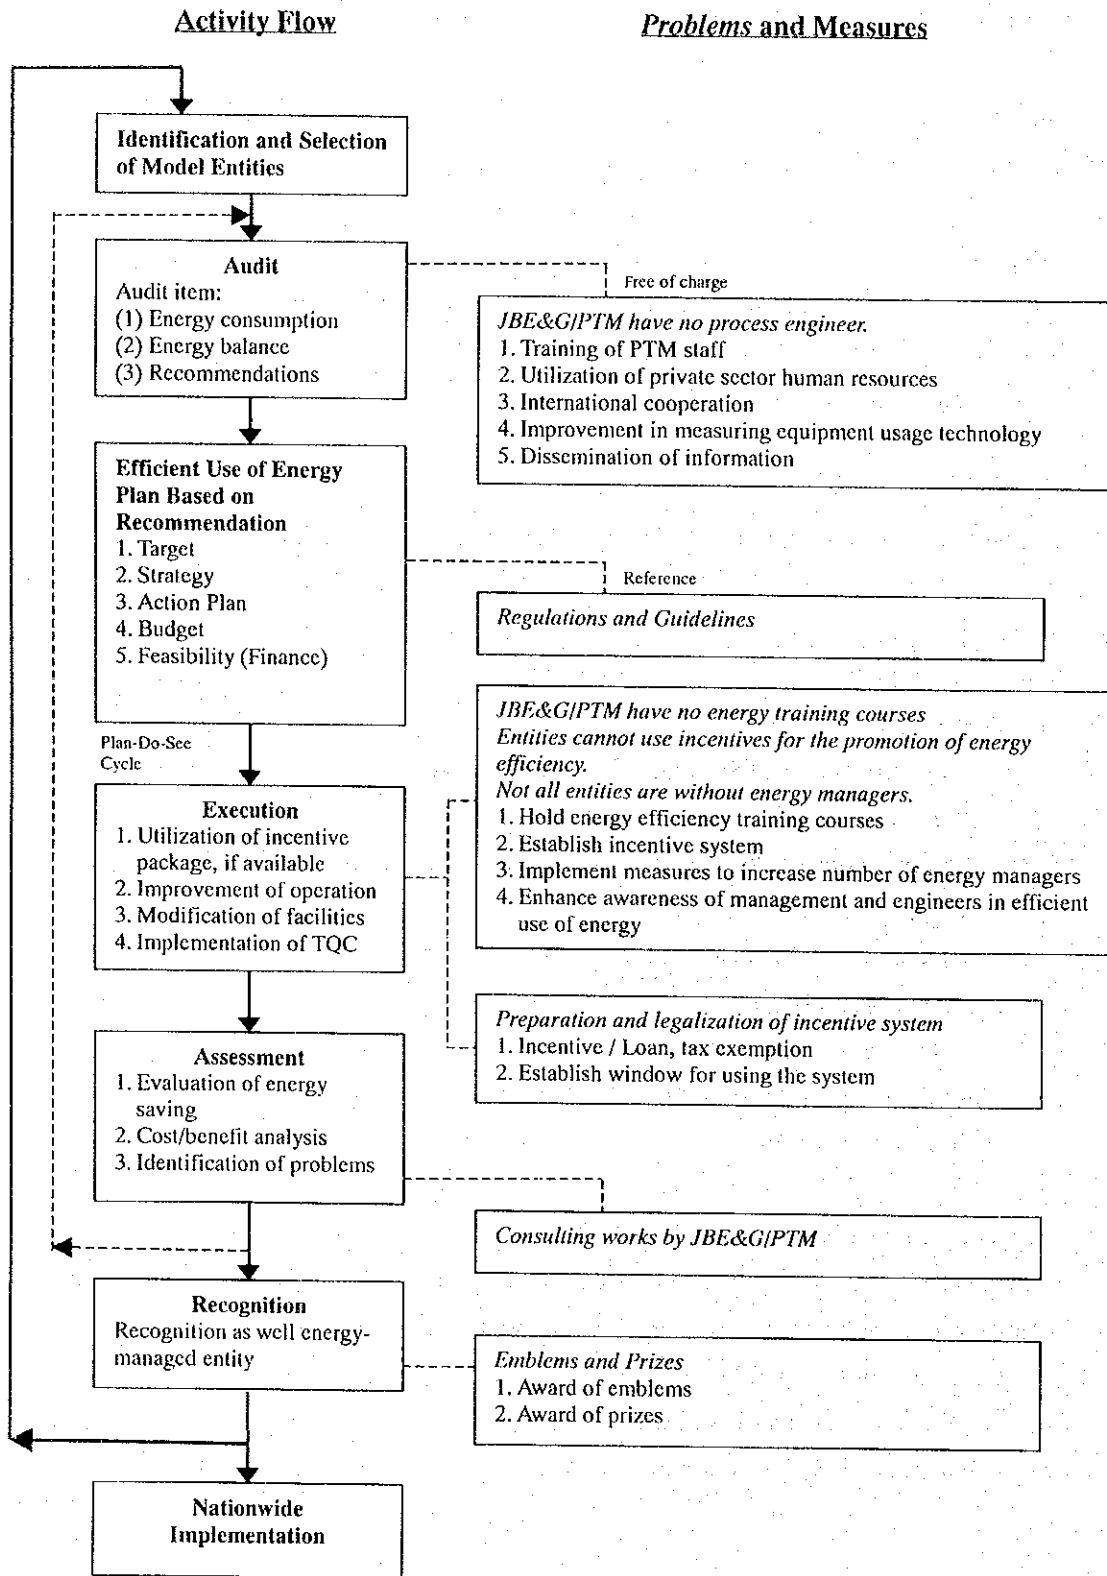 Activity Flow
Problems and Measures
Identification and Selection
of Model Entities
Audit
Audit item:
(1) Energy consumption
(2) Energy balance
(3) Recommendations
Free of charge
JBE&G/PTM have no process engineer.
1. Training of PTM staff
2. Utilization of private sector human resources
3. International cooperation
4. Improvement in measuring equipment usage technology
5. Dissemination of information
Efficient Use of Energy
Plan Based on
Recommendation
1. Target
2. Strategy
3. Action Plan
4. Budget
5. Feasibility (Finance)
Reference
Regulations and Guidelines
Plan-Do-See
Cycle
JBE&G/PTM have no energy training courses
Entities cannot use incentives for the promotion of energy
efficiency.
Not all entities are without energy managers.
1. Hold energy efficiency training courses
2. Establish incentive system
3. Implement measures to increase number of energy managers
4. Enhance awareness of management and engineers in efficient
use of energy
Execution
1. Utilization of incentive
package, if available
2. Improvement of operation
3. Modification of facilities
4. Implementation of TQC
Preparation and legalization of incentive system
1. Incentive / Loan, tax exemption
2. Establish window for using the system
Assessment
1. Evaluation of energy
saving
2. Cost/benefit analysis
3. Identification of problems
Consulting works by JBE&G/PTM
Recognition
Recognition as well energy-
managed entity
Emblems and Prizes
1. Award of emblems
2. Award of prizes
Nationwide
Implementation